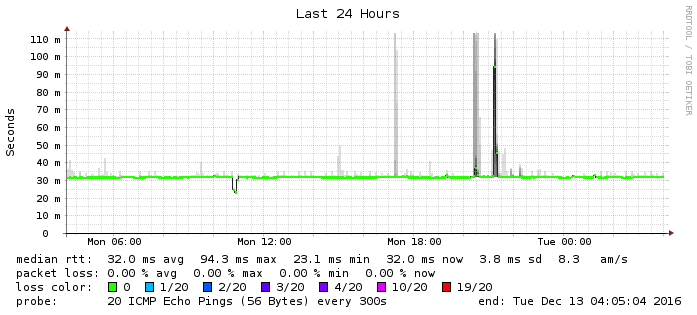 Last 24 Hours
RRDTOOL / TOBI OETIKER
Seconds
110 m
100 m
90 m
80 m
70 m
60 m
50 m
40 m
30 m
20 m
10 m
0
Mon 06:00 Mon 12:00 Mon 18:00 Tue 00:00
median rtt: 32.0 ms avg 94.3 ms max 23.1 ms min 32.0 ms now 3.8 ms sd 8.3 am/s
packet loss: 0.00 % avg 0.00 % max 0.00 % min 0.00 % now
loss color: 0 1/20 2/20 3/20 4/20 10/20 19/20
probe: 20 ICMP Echo Pings (56 Bytes) every 300s end: Tue Dec 13 04:05:04 2016